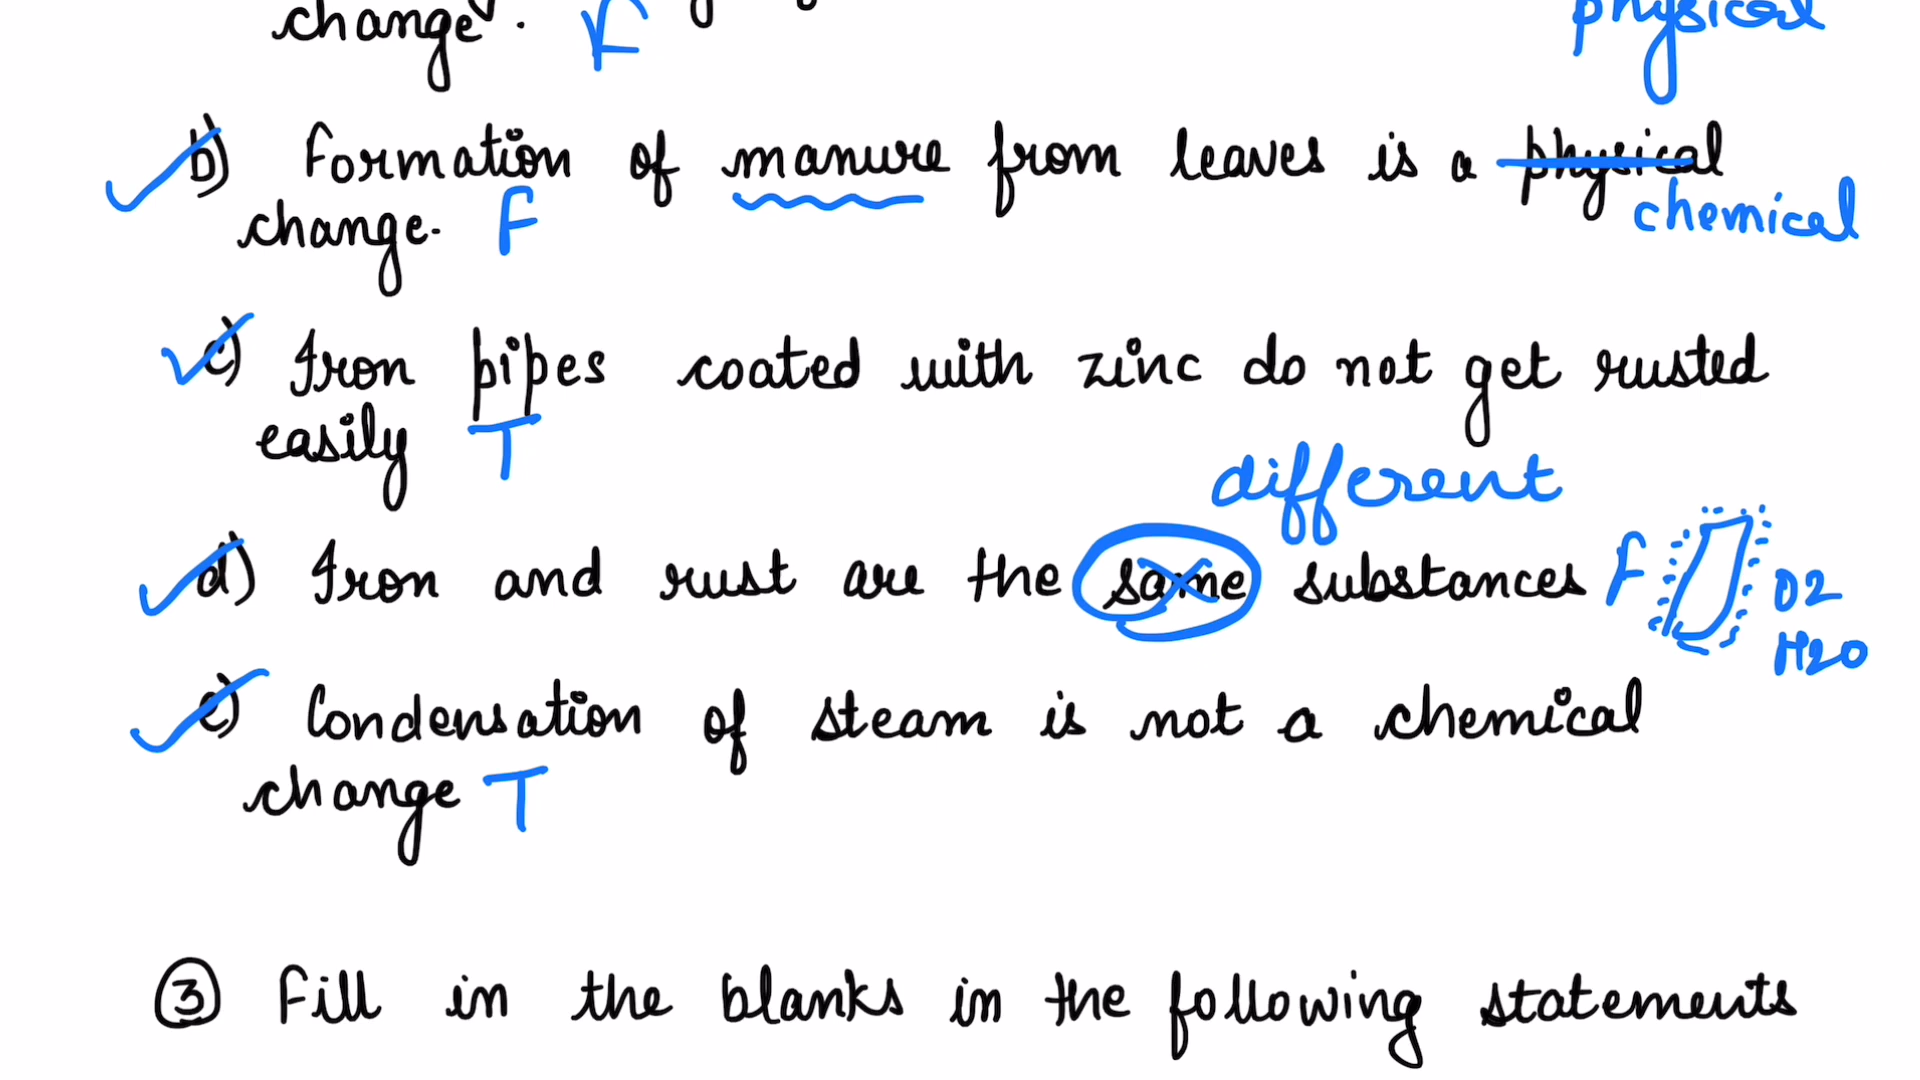 physical
change. F
b) Formation of manure from leaves is a physical
chemical
change. F
c) Iron pipes coated with zinc do not get rusted
easily T
different
d) Iron and rust are the same substances F
O2
H2O
e) Condensation of steam is not a chemical
change T
3 Fill in the blanks in the following statements